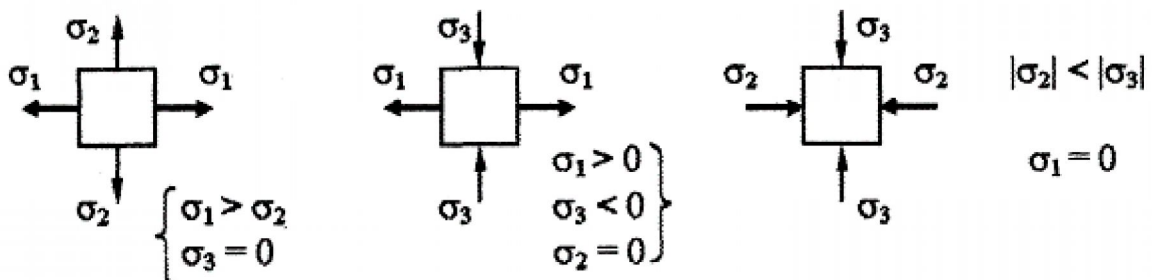 σ₂
σ₁ σ₁
σ₂
σ₁ > σ₂
σ₃ = 0
σ₃
σ₁ σ₁
σ₃
σ₁ > 0
σ₃ < 0
σ₂ = 0
σ₃
σ₂ σ₂
σ₃
|σ₂| < |σ₃|
σ₁ = 0